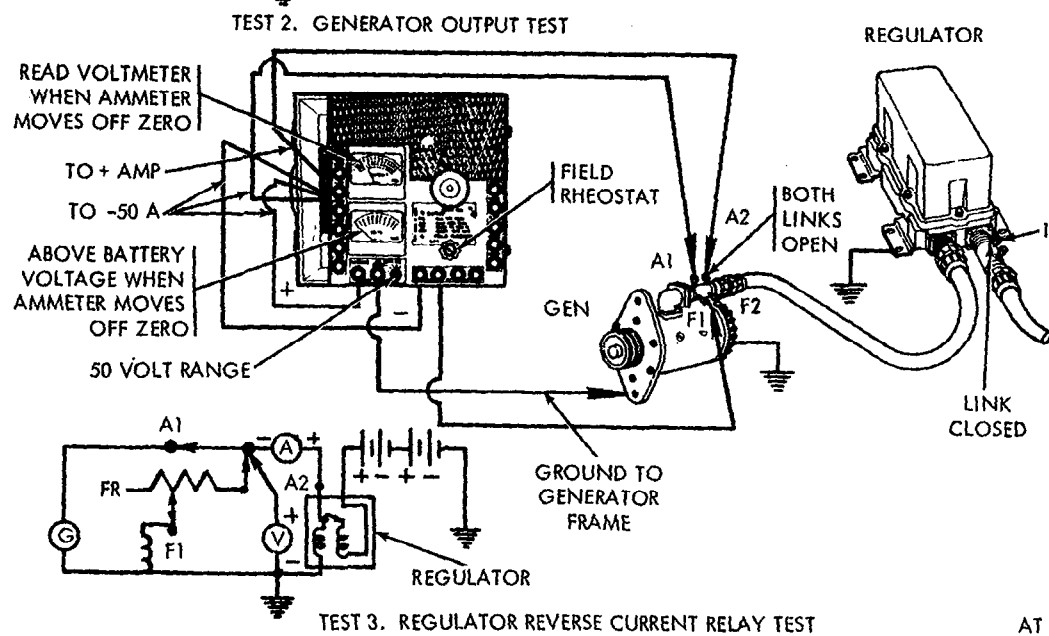 TEST 2. GENERATOR OUTPUT TEST
REGULATOR
READ VOLTMETER
WHEN AMMETER
MOVES OFF ZERO
TO + AMP
TO -50 A
FIELD
RHEOSTAT
A2
BOTH
LINKS
OPEN
A1
ABOVE BATTERY
VOLTAGE WHEN
AMMETER MOVES
OFF ZERO
+
-
GEN
F1
F2
50 VOLT RANGE
LINK
CLOSED
A1
- A +
A2
+ - + -
FR
GROUND TO
GENERATOR
FRAME
G
F1
+
V
-
REGULATOR
TEST 3. REGULATOR REVERSE CURRENT RELAY TEST
AT